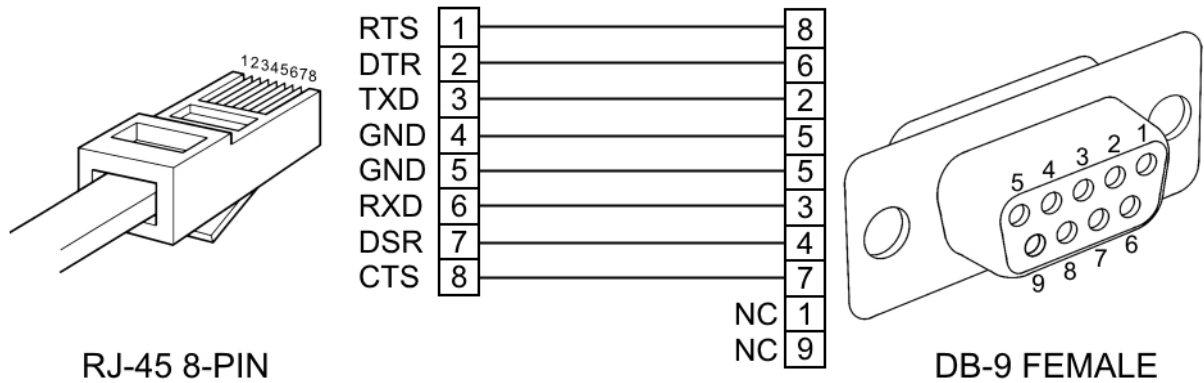 12345678
RTS 1 8
DTR 2 6
TXD 3 2
GND 4 5
GND 5 5
RXD 6 3
DSR 7 4
CTS 8 7
NC 1
NC 9
5 4 3 2 1
9 8 7 6
RJ-45 8-PIN
DB-9 FEMALE